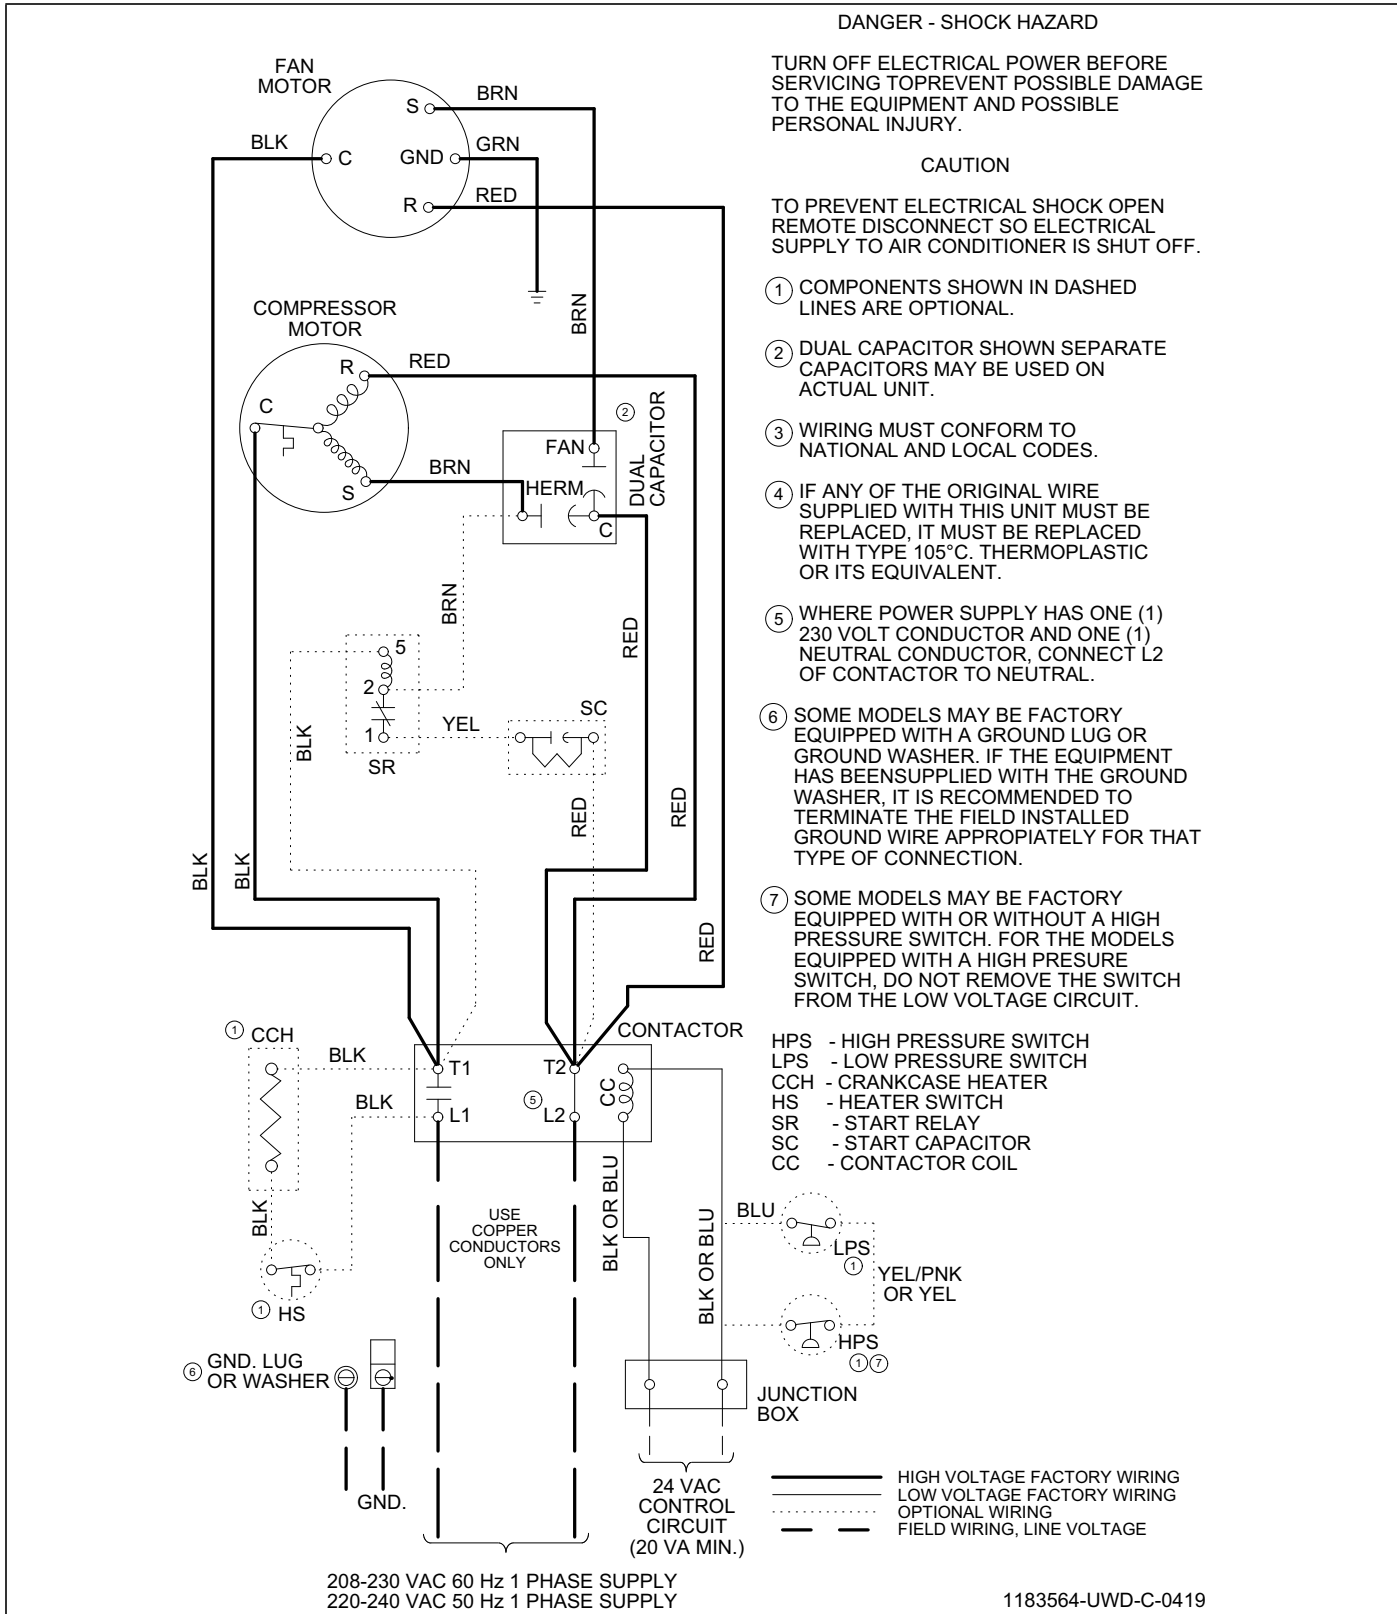 DANGER - SHOCK HAZARD
TURN OFF ELECTRICAL POWER BEFORE
SERVICING TOPREVENT POSSIBLE DAMAGE
TO THE EQUIPMENT AND POSSIBLE
PERSONAL INJURY.
CAUTION
TO PREVENT ELECTRICAL SHOCK OPEN
REMOTE DISCONNECT SO ELECTRICAL
SUPPLY TO AIR CONDITIONER IS SHUT OFF.
1 COMPONENTS SHOWN IN DASHED
LINES ARE OPTIONAL.
2 DUAL CAPACITOR SHOWN SEPARATE
CAPACITORS MAY BE USED ON
ACTUAL UNIT.
3 WIRING MUST CONFORM TO
NATIONAL AND LOCAL CODES.
4 IF ANY OF THE ORIGINAL WIRE
SUPPLIED WITH THIS UNIT MUST BE
REPLACED, IT MUST BE REPLACED
WITH TYPE 105°C. THERMOPLASTIC
OR ITS EQUIVALENT.
5 WHERE POWER SUPPLY HAS ONE (1)
230 VOLT CONDUCTOR AND ONE (1)
NEUTRAL CONDUCTOR, CONNECT L2
OF CONTACTOR TO NEUTRAL.
6 SOME MODELS MAY BE FACTORY
EQUIPPED WITH A GROUND LUG OR
GROUND WASHER. IF THE EQUIPMENT
HAS BEENSUPPLIED WITH THE GROUND
WASHER, IT IS RECOMMENDED TO
TERMINATE THE FIELD INSTALLED
GROUND WIRE APPROPIATELY FOR THAT
TYPE OF CONNECTION.
7 SOME MODELS MAY BE FACTORY
EQUIPPED WITH OR WITHOUT A HIGH
PRESSURE SWITCH. FOR THE MODELS
EQUIPPED WITH A HIGH PRESURE
SWITCH, DO NOT REMOVE THE SWITCH
FROM THE LOW VOLTAGE CIRCUIT.
HPS - HIGH PRESSURE SWITCH
LPS - LOW PRESSURE SWITCH
CCH - CRANKCASE HEATER
HS - HEATER SWITCH
SR - START RELAY
SC - START CAPACITOR
CC - CONTACTOR COIL
FAN
MOTOR
S
BRN
BLK
C
GND
GRN
R
RED
BRN
COMPRESSOR
MOTOR
R
RED
C
S
BRN
2
DUAL
CAPACITOR
FAN
HERM
C
BRN
RED
5
2
1
SR
BLK
YEL
SC
RED
RED
BLK
BLK
RED
1 CCH
BLK
BLK
BLK
1 HS
CONTACTOR
T1
T2
CC
L1
5 L2
USE
COPPER
CONDUCTORS
ONLY
BLK OR BLU
BLK OR BLU
BLU
LPS
1
YEL/PNK
OR YEL
HPS
1 7
6 GND. LUG
OR WASHER
GND.
JUNCTION
BOX
24 VAC
CONTROL
CIRCUIT
(20 VA MIN.)
HIGH VOLTAGE FACTORY WIRING
LOW VOLTAGE FACTORY WIRING
OPTIONAL WIRING
FIELD WIRING, LINE VOLTAGE
208-230 VAC 60 Hz 1 PHASE SUPPLY
220-240 VAC 50 Hz 1 PHASE SUPPLY
1183564-UWD-C-0419